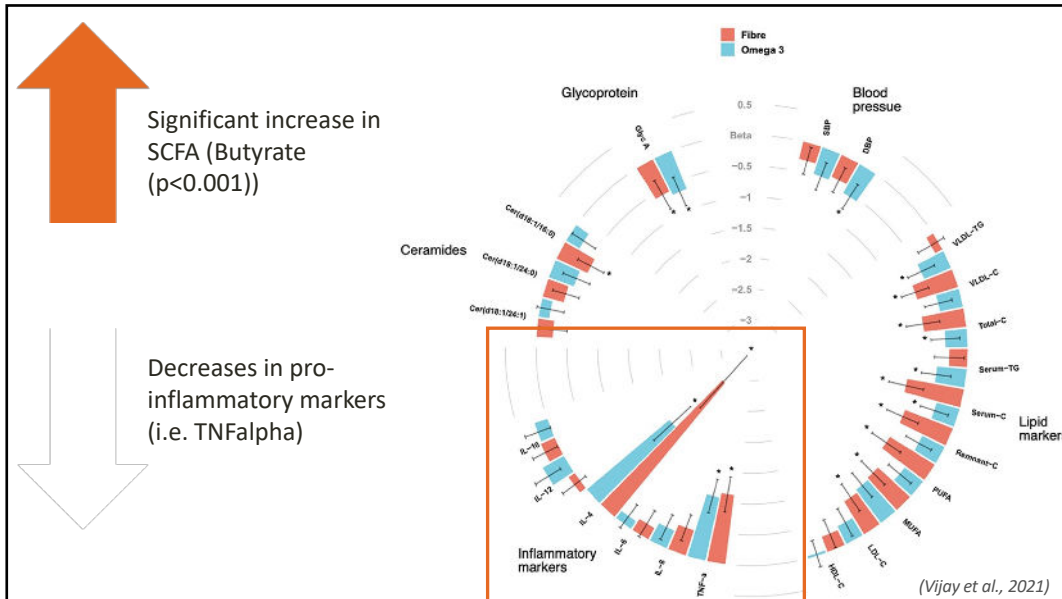 Significant increase in
SCFA (Butyrate
(p<0.001))
Decreases in pro-
inflammatory markers
(i.e. TNFalpha)
Fibre
Omega 3
Glycoprotein
Glyc A
Blood
pressue
SBP
DBP
0.5
Beta
−0.5
−1
−1.5
−2
−2.5
−3
Ceramides
Cer(d18:1/16:0)
Cer(d18:1/24:0)
Cer(d18:1/24:1)
VLDL−TG
VLDL−C
Total−C
Serum−TG
Serum−C
Lipid
marker
Remnant−C
PUFA
MUFA
LDL−C
HDL−C
Inflammatory
markers
IL−12
IL−4
IL−6
IL−8
TNF−a
(Vijay et al., 2021)